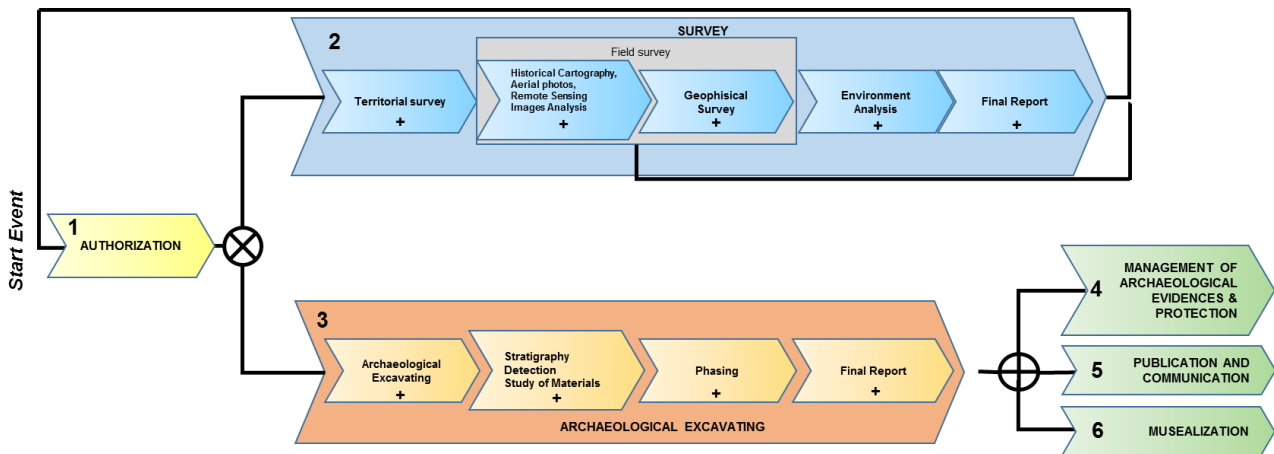 Start Event
1
AUTHORIZATION
2
SURVEY
Field survey
Territorial survey
+
Historical Cartography,
Aerial photos,
Remote Sensing
Images Analysis
+
Geophisical
Survey
+
Environment
Analysis
+
Final Report
+
3
Archaeological
Excavating
+
Stratigraphy
Detection
Study of Materials
+
Phasing
+
Final Report
+
ARCHAEOLOGICAL EXCAVATING
4
MANAGEMENT OF
ARCHAEOLOGICAL
EVIDENCES &
PROTECTION
5
PUBLICATION AND
COMMUNICATION
6
MUSEALIZATION